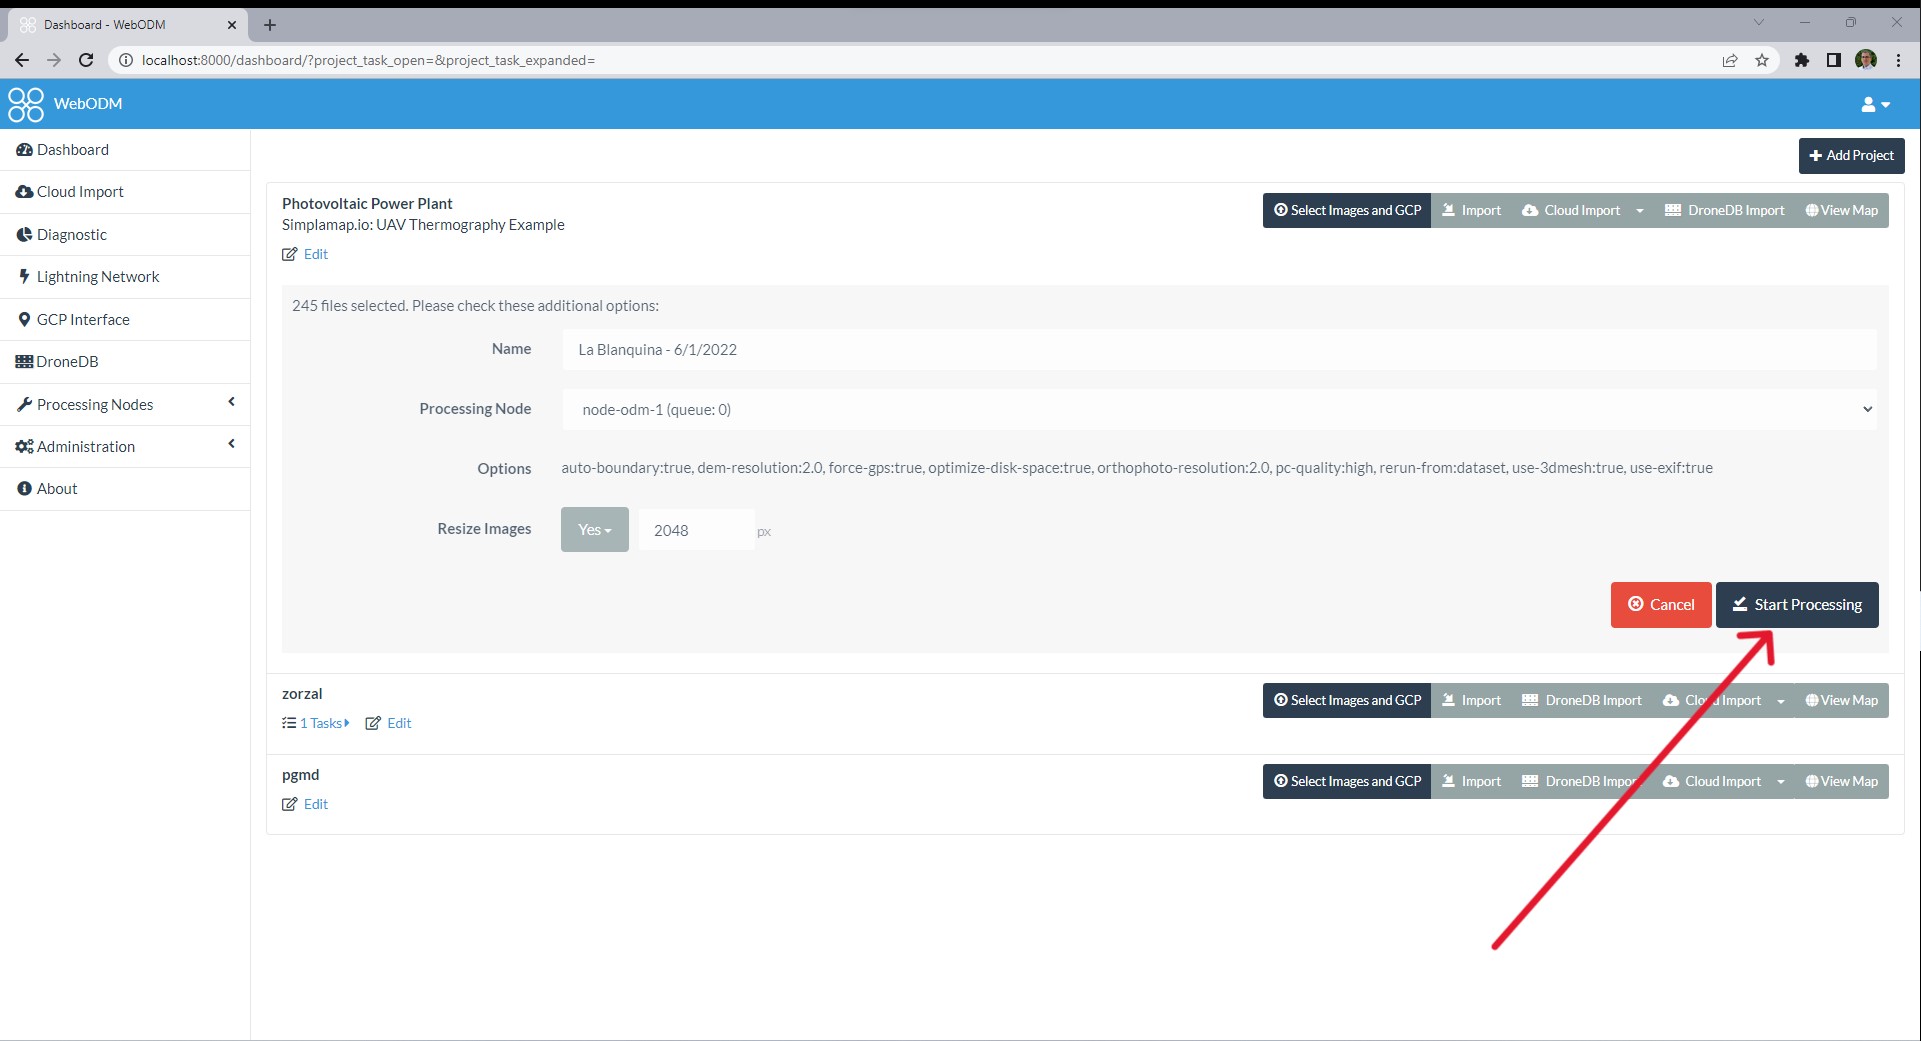 Dashboard - WebODM
localhost:8000/dashboard/?project_task_open=&project_task_expanded=
WebODM
Dashboard
Cloud Import
Diagnostic
Lightning Network
GCP Interface
DroneDB
Processing Nodes
Administration
About
Add Project
Photovoltaic Power Plant
Simplamap.io: UAV Thermography Example
Edit
Select Images and GCP Import Cloud Import DroneDB Import View Map
245 files selected. Please check these additional options:
Name La Blanquina - 6/1/2022
Processing Node node-odm-1 (queue: 0)
Options auto-boundary:true, dem-resolution:2.0, force-gps:true, optimize-disk-space:true, orthophoto-resolution:2.0, pc-quality:high, rerun-from:dataset, use-3dmesh:true, use-exif:true
Resize Images Yes 2048 px
Cancel Start Processing
zorzal
1 Tasks Edit
Select Images and GCP Import DroneDB Import Cloud Import View Map
pgmd
Edit
Select Images and GCP Import DroneDB Import Cloud Import View Map